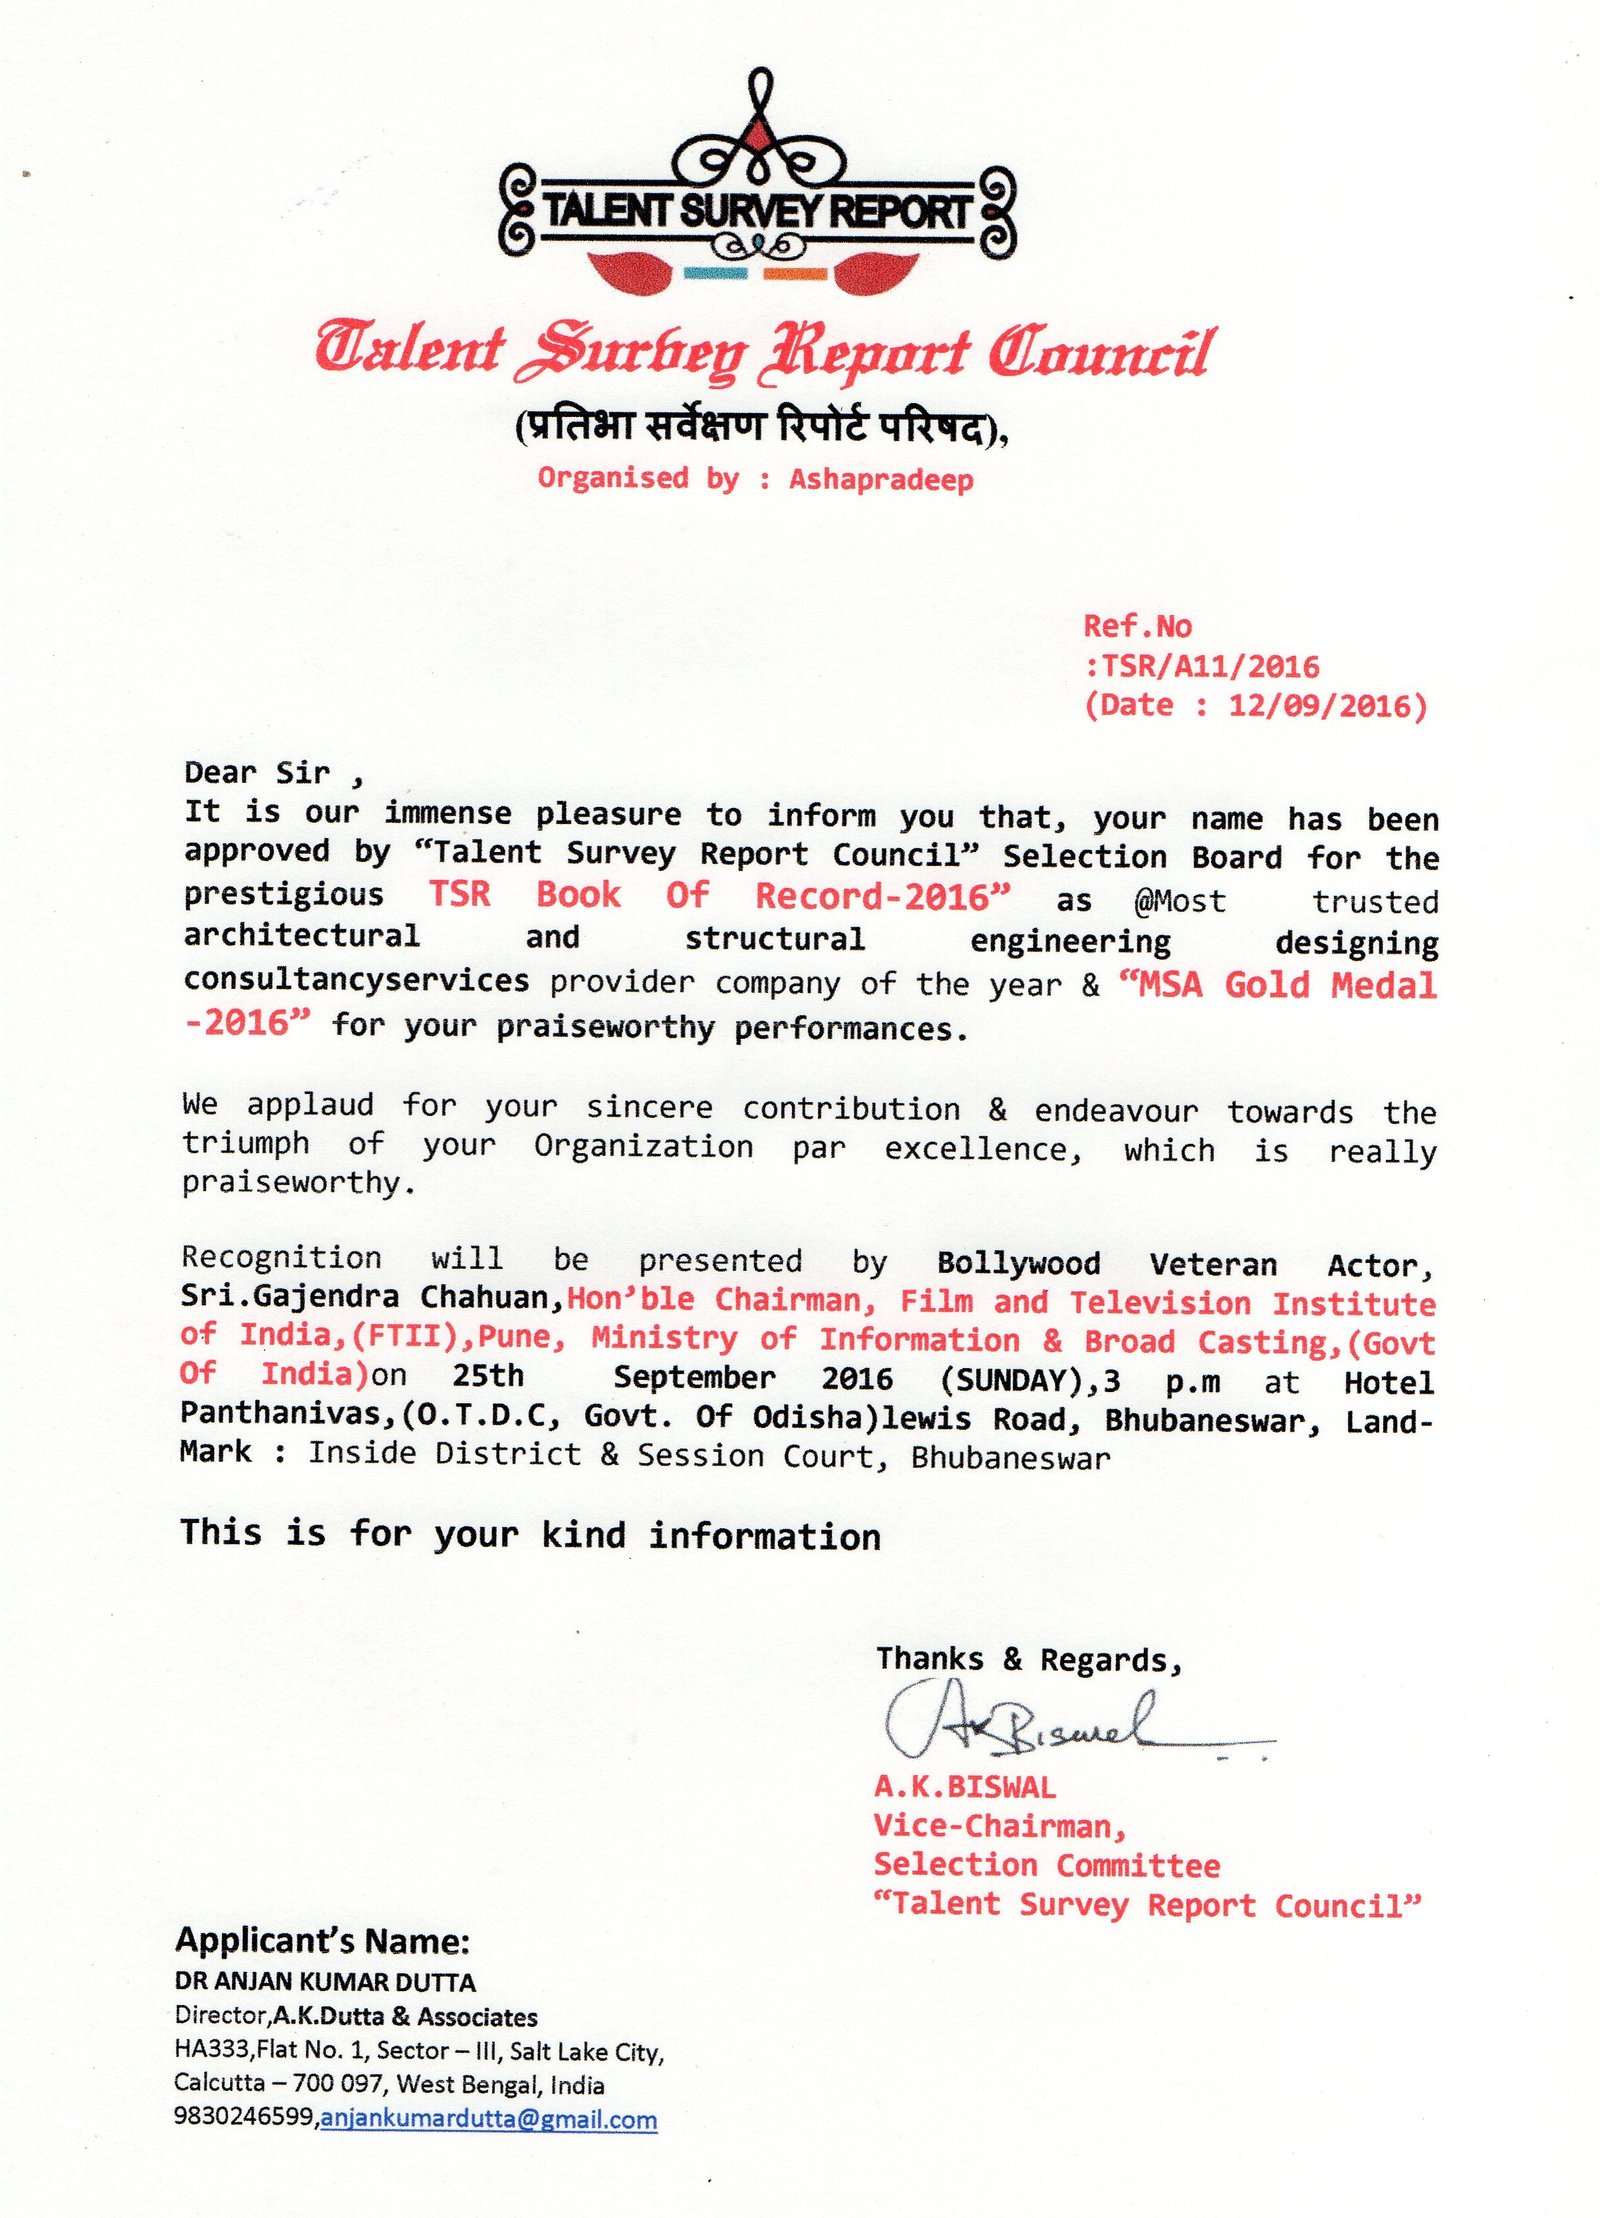 TALENT SURVEY REPORT
Talent Survey Report Council
(प्रतिभा सर्वेक्षण रिपोर्ट परिषद),
Organised by : Ashapradeep
Ref.No
:TSR/A11/2016
(Date : 12/09/2016)
Dear Sir ,
It is our immense pleasure to inform you that, your name has been
approved by “Talent Survey Report Council” Selection Board for the
prestigious TSR Book Of Record-2016” as @Most trusted
architectural and structural engineering designing
consultancyservices provider company of the year & “MSA Gold Medal
-2016” for your praiseworthy performances.
We applaud for your sincere contribution & endeavour towards the
triumph of your Organization par excellence, which is really
praiseworthy.
Recognition will be presented by Bollywood Veteran Actor,
Sri.Gajendra Chahuan,Hon’ble Chairman, Film and Television Institute
of India,(FTII),Pune, Ministry of Information & Broad Casting,(Govt
Of India)on 25th September 2016 (SUNDAY),3 p.m at Hotel
Panthanivas,(O.T.D.C, Govt. Of Odisha)lewis Road, Bhubaneswar, Land-
Mark : Inside District & Session Court, Bhubaneswar
This is for your kind information
Thanks & Regards,
AK Biswal
A.K.BISWAL
Vice-Chairman,
Selection Committee
“Talent Survey Report Council”
Applicant’s Name:
DR ANJAN KUMAR DUTTA
Director,A.K.Dutta & Associates
HA333,Flat No. 1, Sector – III, Salt Lake City,
Calcutta – 700 097, West Bengal, India
9830246599,anjankumardutta@gmail.com